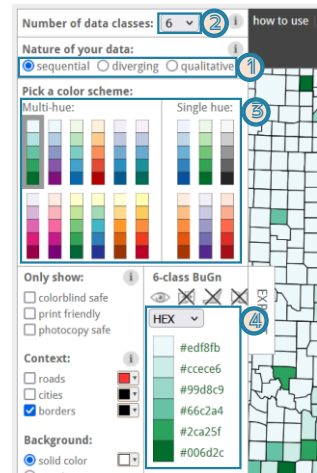 Number of data classes: 6 2 i how to use
Nature of your data: i
sequential diverging qualitative 1
Pick a color scheme:
Multi-hue: Single hue: 3
Only show: i
colorblind safe
print friendly
photocopy safe
Context: i
roads
cities
borders
Background:
solid color
6-class BuGn
EXP
HEX 4
#edf8fb
#ccece6
#99d8c9
#66c2a4
#2ca25f
#006d2c